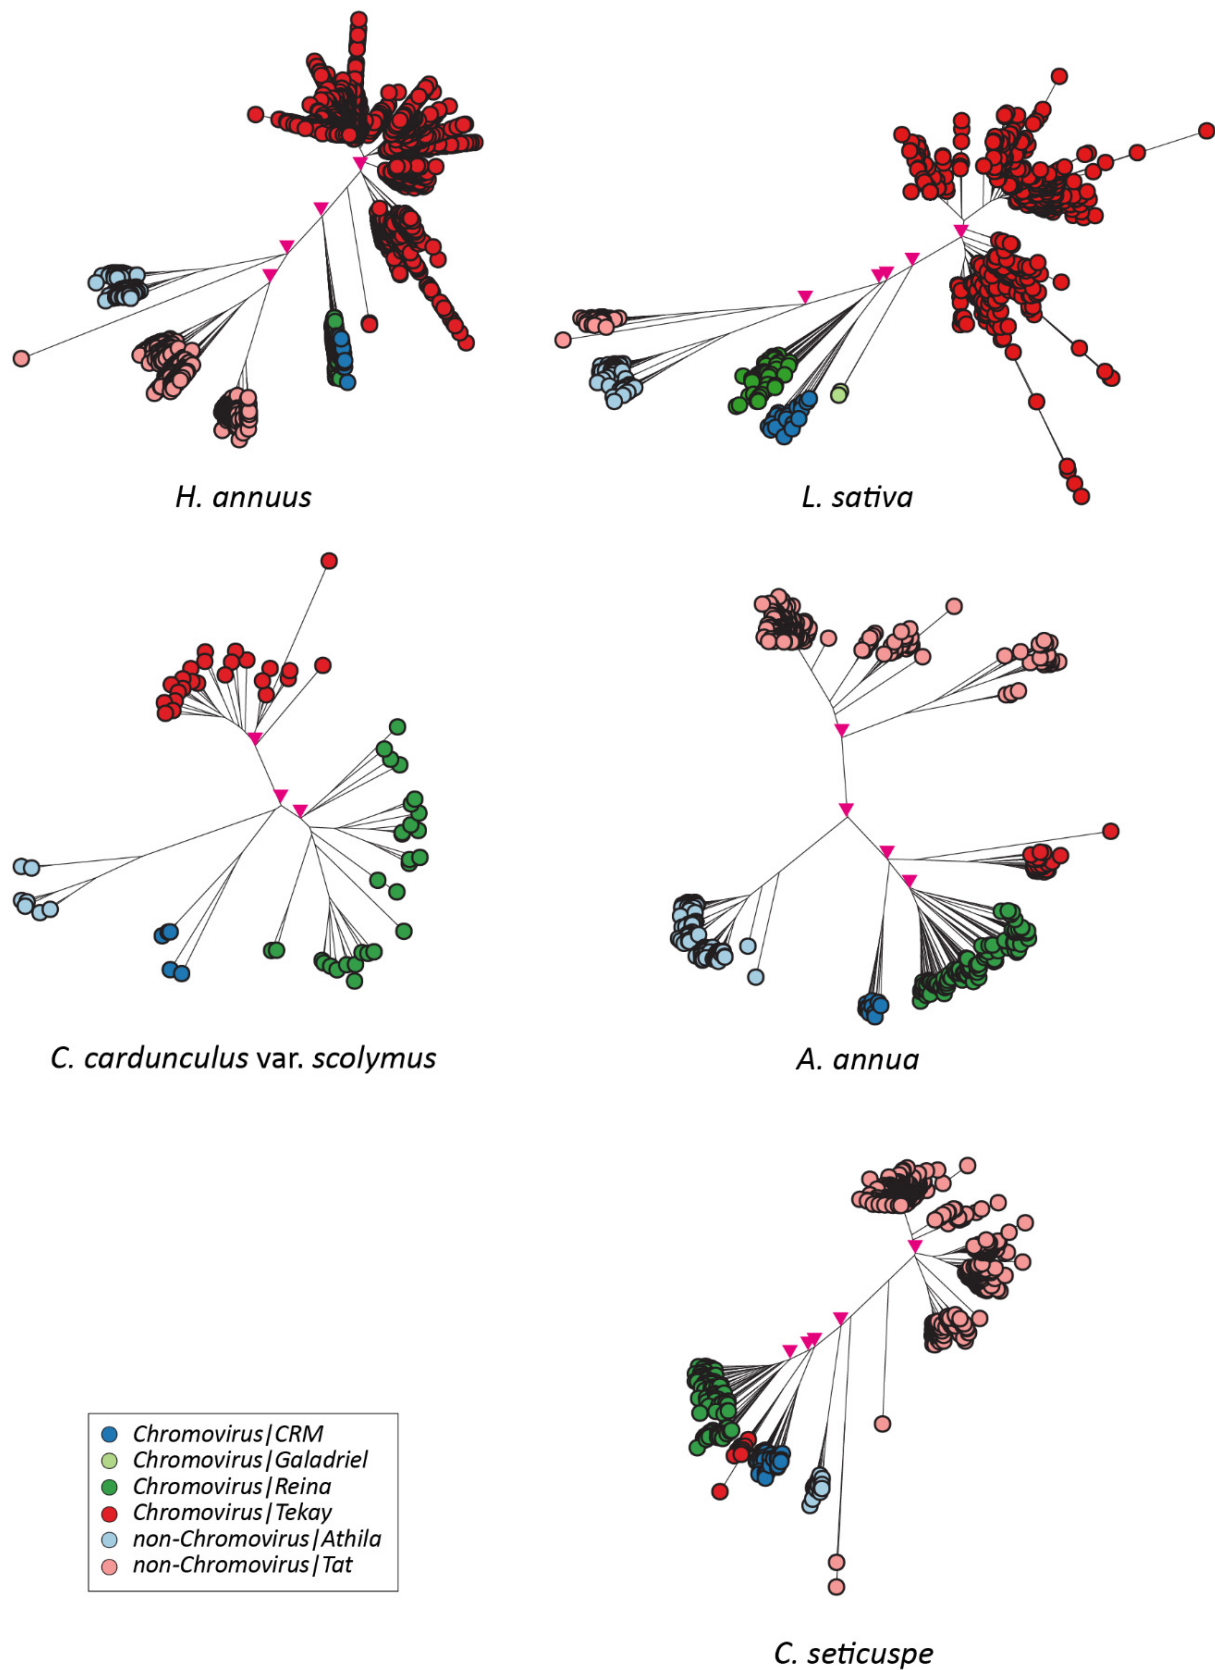 H. annuus
L. sativa
C. cardunculus var. scolymus
A. annua
Chromovirus|CRM
Chromovirus|Galadriel
Chromovirus|Reina
Chromovirus|Tekay
non-Chromovirus|Athila
non-Chromovirus|Tat
C. seticuspe